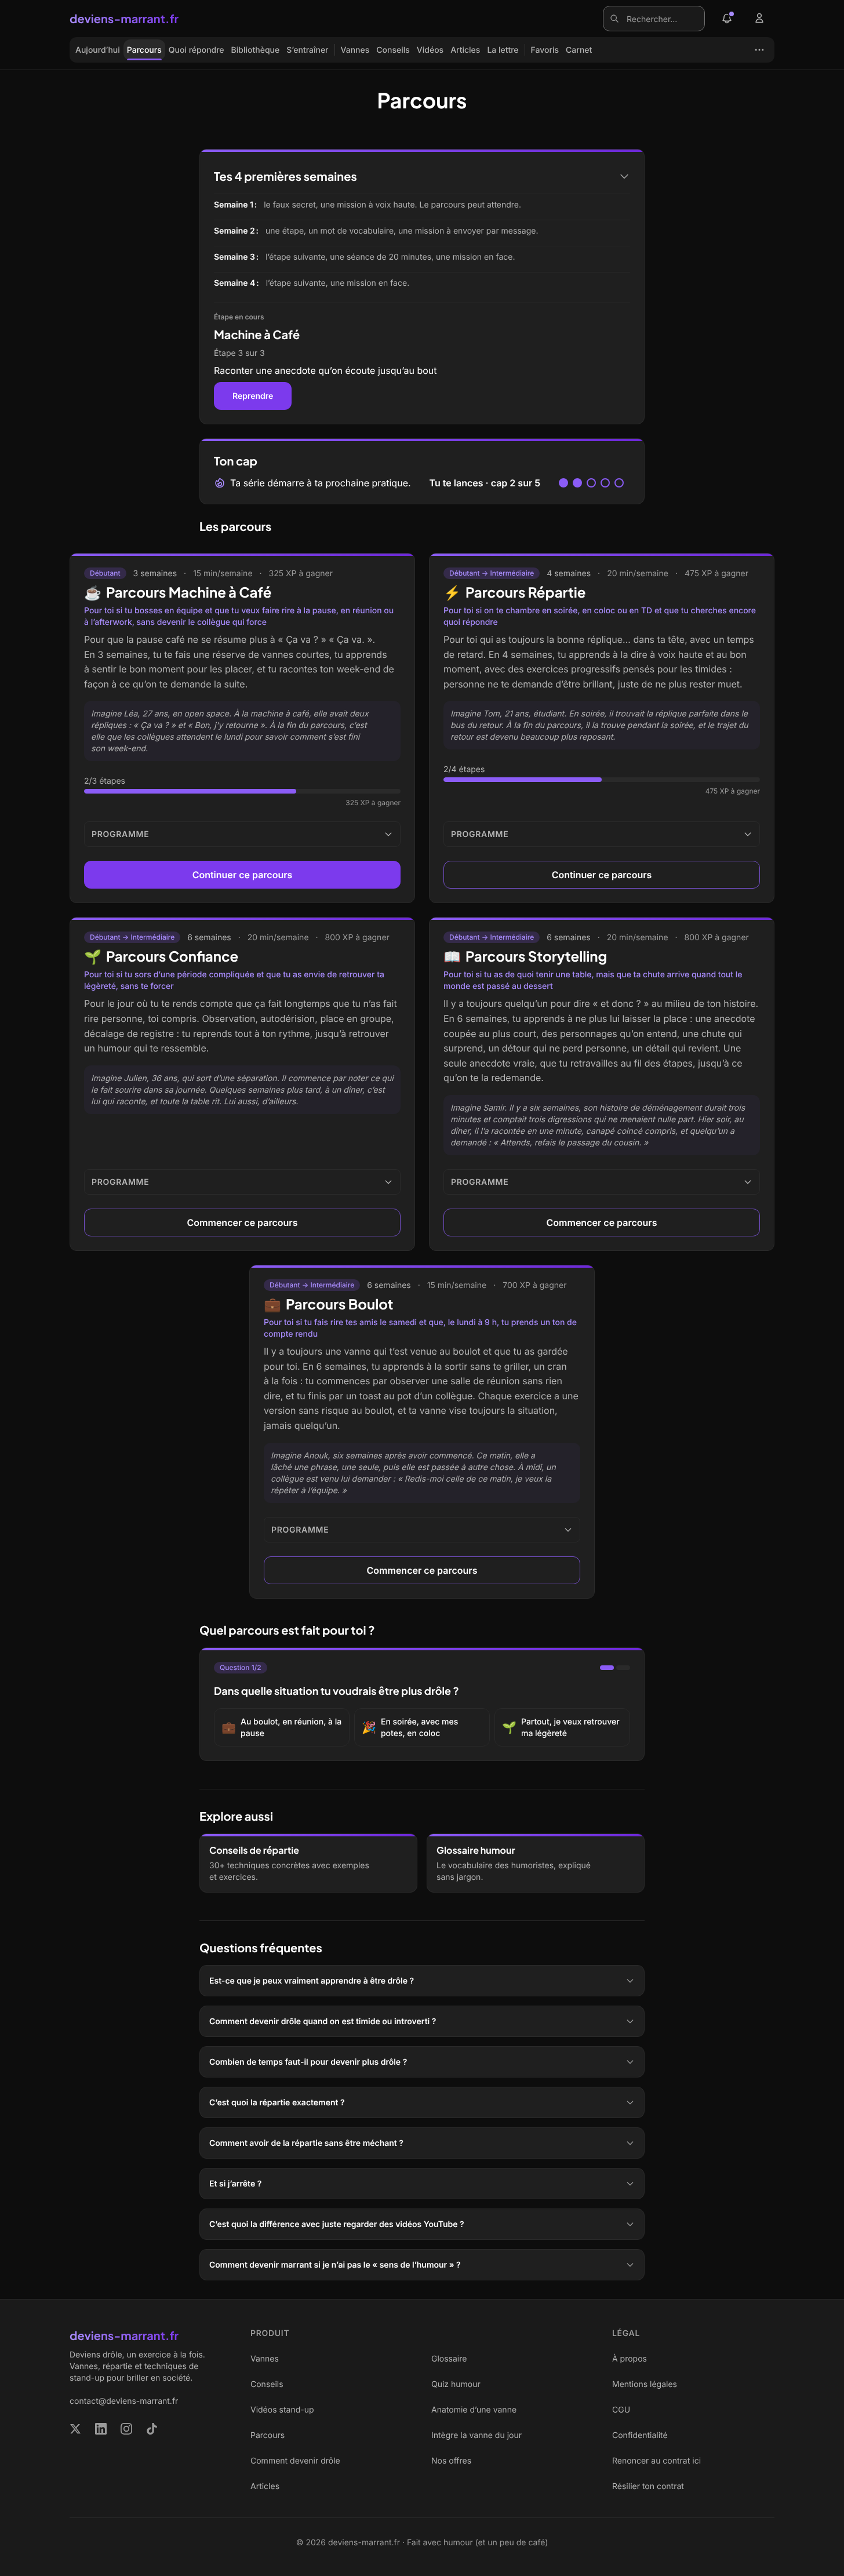 deviens-marrant.fr
Rechercher...
Aujourd'hui Parcours Quoi répondre Bibliothèque S'entraîner Vannes Conseils Vidéos Articles La lettre Favoris Carnet
Parcours
Tes 4 premières semaines
Semaine 1 : le faux secret, une mission à voix haute. Le parcours peut attendre.
Semaine 2 : une étape, un mot de vocabulaire, une mission à envoyer par message.
Semaine 3 : l'étape suivante, une séance de 20 minutes, une mission en face.
Semaine 4 : l'étape suivante, une mission en face.
Étape en cours
Machine à Café
Étape 3 sur 3
Raconter une anecdote qu'on écoute jusqu'au bout
Reprendre
Ton cap
Ta série démarre à ta prochaine pratique. Tu te lances · cap 2 sur 5
Les parcours
Débutant 3 semaines · 15 min/semaine · 325 XP à gagner
☕ Parcours Machine à Café
Pour toi si tu bosses en équipe et que tu veux faire rire à la pause, en réunion ou
à l'afterwork, sans devenir le collègue qui force
Pour que la pause café ne se résume plus à « Ça va ? » « Ça va. ».
En 3 semaines, tu te fais une réserve de vannes courtes, tu apprends
à sentir le bon moment pour les placer, et tu racontes ton week-end de
façon à ce qu'on te demande la suite.
Imagine Léa, 27 ans, en open space. À la machine à café, elle avait deux
répliques : « Ça va ? » et « Bon, j'y retourne ». À la fin du parcours, c'est
elle que les collègues attendent le lundi pour savoir comment s'est fini
son week-end.
2/3 étapes
325 XP à gagner
PROGRAMME
Continuer ce parcours
Débutant → Intermédiaire 4 semaines · 20 min/semaine · 475 XP à gagner
⚡ Parcours Répartie
Pour toi si on te chambre en soirée, en coloc ou en TD et que tu cherches encore
quoi répondre
Pour toi qui as toujours la bonne réplique… dans ta tête, avec un temps
de retard. En 4 semaines, tu apprends à la dire à voix haute et au bon
moment, avec des exercices progressifs pensés pour les timides :
personne ne te demande d'être brillant, juste de ne plus rester muet.
Imagine Tom, 21 ans, étudiant. En soirée, il trouvait la réplique parfaite dans le
bus du retour. À la fin du parcours, il la trouve pendant la soirée, et le trajet du
retour est devenu beaucoup plus reposant.
2/4 étapes
475 XP à gagner
PROGRAMME
Continuer ce parcours
Débutant → Intermédiaire 6 semaines · 20 min/semaine · 800 XP à gagner
🌱 Parcours Confiance
Pour toi si tu sors d'une période compliquée et que tu as envie de retrouver ta
légèreté, sans te forcer
Pour le jour où tu te rends compte que ça fait longtemps que tu n'as fait
rire personne, toi compris. Observation, autodérision, place en groupe,
décalage de registre : tu reprends tout à ton rythme, jusqu'à retrouver
un humour qui te ressemble.
Imagine Julien, 36 ans, qui sort d'une séparation. Il commence par noter ce qui
le fait sourire dans sa journée. Quelques semaines plus tard, à un dîner, c'est
lui qui raconte, et toute la table rit. Lui aussi, d'ailleurs.
PROGRAMME
Commencer ce parcours
Débutant → Intermédiaire 6 semaines · 20 min/semaine · 800 XP à gagner
📖 Parcours Storytelling
Pour toi si tu as de quoi tenir une table, mais que ta chute arrive quand tout le
monde est passé au dessert
Il y a toujours quelqu'un pour dire « et donc ? » au milieu de ton histoire.
En 6 semaines, tu apprends à ne plus lui laisser la place : une anecdote
coupée au plus court, des personnages qu'on entend, une chute qui
surprend, un détour qui ne perd personne, un détail qui revient. Une
seule anecdote vraie, que tu retravailles au fil des étapes, jusqu'à ce
qu'on te la redemande.
Imagine Samir. Il y a six semaines, son histoire de déménagement durait trois
minutes et comptait trois digressions qui ne menaient nulle part. Hier soir, au
dîner, il l'a racontée en une minute, canapé coincé compris, et quelqu'un a
demandé : « Attends, refais le passage du cousin. »
PROGRAMME
Commencer ce parcours
Débutant → Intermédiaire 6 semaines · 15 min/semaine · 700 XP à gagner
💼 Parcours Boulot
Pour toi si tu fais rire tes amis le samedi et que, le lundi à 9 h, tu prends un ton de
compte rendu
Il y a toujours une vanne qui t'est venue au boulot et que tu as gardée
pour toi. En 6 semaines, tu apprends à la sortir sans te griller, un cran
à la fois : tu commences par observer une salle de réunion sans rien
dire, et tu finis par un toast au pot d'un collègue. Chaque exercice a une
version sans risque au boulot, et ta vanne vise toujours la situation,
jamais quelqu'un.
Imagine Anouk, six semaines après avoir commencé. Ce matin, elle a
lâché une phrase, une seule, puis elle est passée à autre chose. À midi, un
collègue est venu lui demander : « Redis-moi celle de ce matin, je veux la
répéter à l'équipe. »
PROGRAMME
Commencer ce parcours
Quel parcours est fait pour toi ?
Question 1/2
Dans quelle situation tu voudrais être plus drôle ?
💼 Au boulot, en réunion, à la
pause
🎉 En soirée, avec mes
potes, en coloc
🌱 Partout, je veux retrouver
ma légèreté
Explore aussi
Conseils de répartie
30+ techniques concrètes avec exemples
et exercices.
Glossaire humour
Le vocabulaire des humoristes, expliqué
sans jargon.
Questions fréquentes
Est-ce que je peux vraiment apprendre à être drôle ?
Comment devenir drôle quand on est timide ou introverti ?
Combien de temps faut-il pour devenir plus drôle ?
C'est quoi la répartie exactement ?
Comment avoir de la répartie sans être méchant ?
Et si j'arrête ?
C'est quoi la différence avec juste regarder des vidéos YouTube ?
Comment devenir marrant si je n'ai pas le « sens de l'humour » ?
deviens-marrant.fr
Deviens drôle, un exercice à la fois.
Vannes, répartie et techniques de
stand-up pour briller en société.
contact@deviens-marrant.fr
PRODUIT
Vannes
Conseils
Vidéos stand-up
Parcours
Comment devenir drôle
Articles
Glossaire
Quiz humour
Anatomie d'une vanne
Intègre la vanne du jour
Nos offres
LÉGAL
À propos
Mentions légales
CGU
Confidentialité
Renoncer au contrat ici
Résilier ton contrat
© 2026 deviens-marrant.fr · Fait avec humour (et un peu de café)